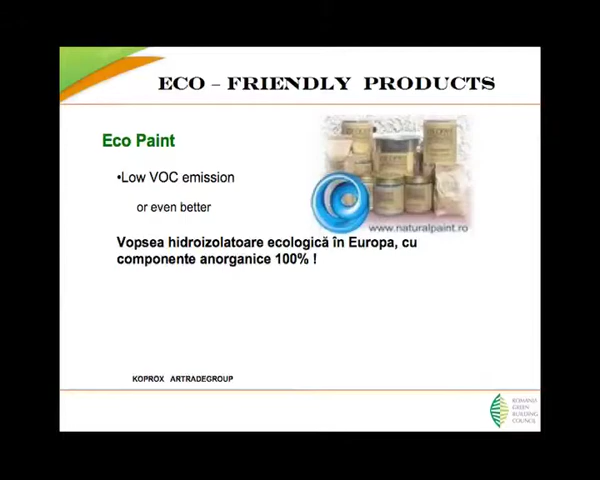 ECO – FRIENDLY PRODUCTS
Eco Paint
•Low VOC emission
or even better
www.naturalpaint.ro
Vopsea hidroizolatoare ecologică în Europa, cu
componente anorganice 100% !
KOPROX ARTRADEGROUP
ROMANIA
GREEN
BUILDING
COUNCIL